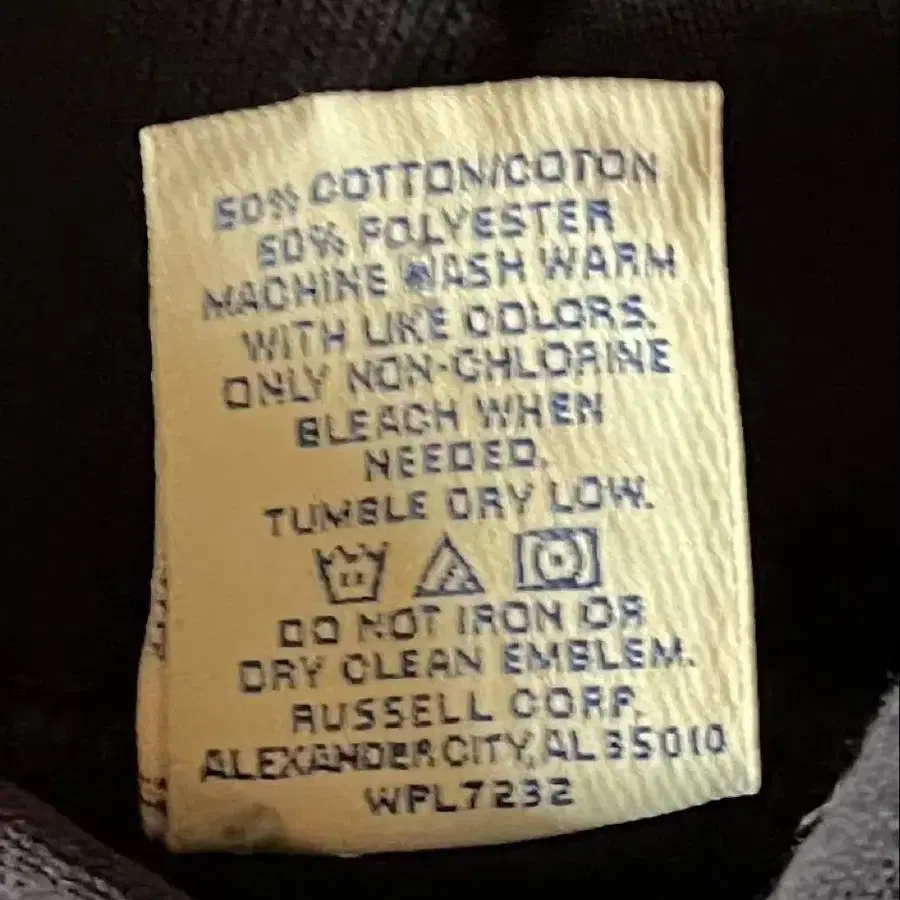 50% COTTON/COTON
50% POLYESTER
MACHINE WASH WARM
WITH LIKE COLORS.
ONLY NON-CHLORINE
BLEACH WHEN
NEEDED.
TUMBLE DRY LOW.
DO NOT IRON OR
DRY CLEAN EMBLEM.
RUSSELL CORP.
ALEXANDER CITY, AL 35010
WPL7232